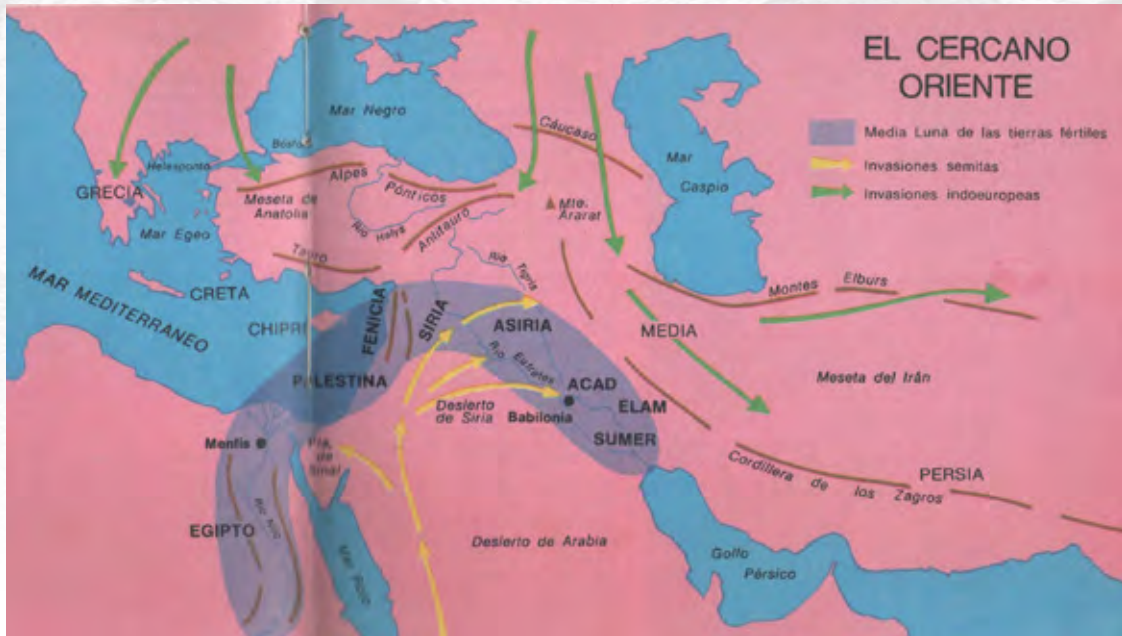 EL CERCANO
ORIENTE
Media Luna de las tierras fértiles
Invasiones semitas
Invasiones indoeuropeas
Mar Negro
Cáucaso
Mar
Caspio
Helesponto
GRECIA
Alpes
Pónticos
Meseta de
Anatolia
Río Halys
Antitauro
Mte.
Ararat
Mar Egeo
Tauro
Río Tigris
Montes Elburs
CRETA
MAR MEDITERRANEO
CHIPRE
FENICIA
SIRIA
ASIRIA
MEDIA
Meseta del Irán
PALESTINA
Río Eufrates
ACAD
Desierto
de Siria
Babilonia
ELAM
SUMER
Menfis
de
Sinaí
Cordillera de los Zagros
PERSIA
EGIPTO
Río Nilo
Mar Rojo
Desierto de Arabia
Golfo
Pérsico